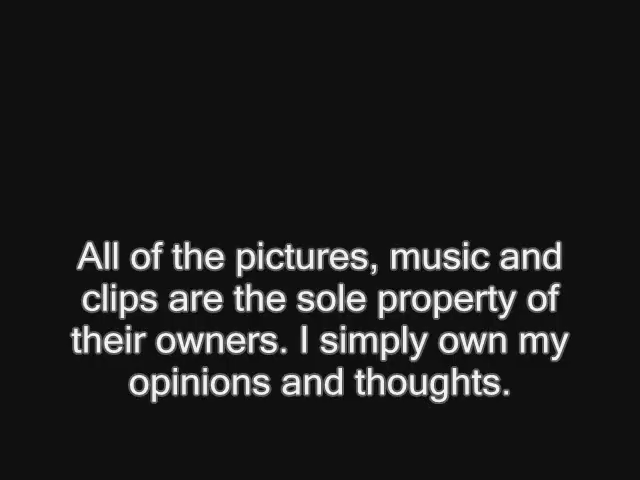 All of the pictures, music and
clips are the sole property of
their owners. I simply own my
opinions and thoughts.